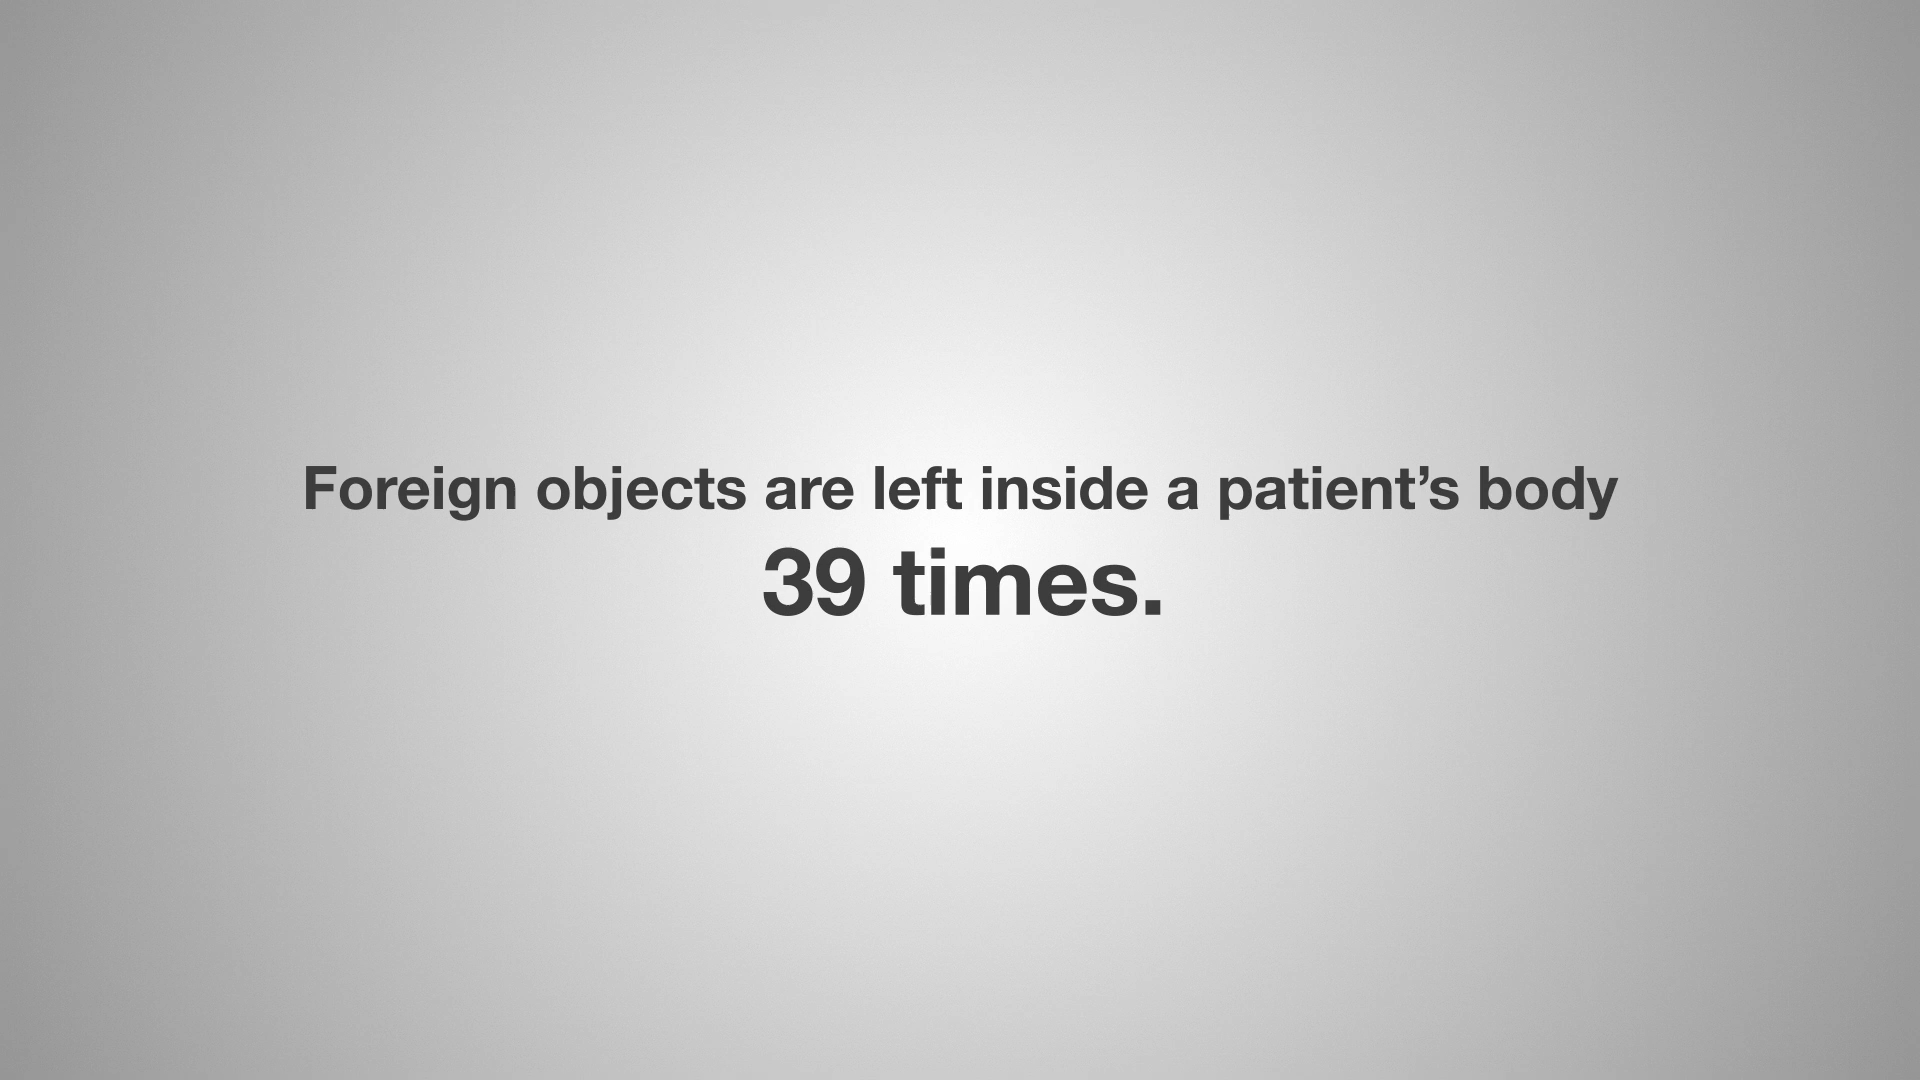 Foreign objects are left inside a patient’s body
39 times.